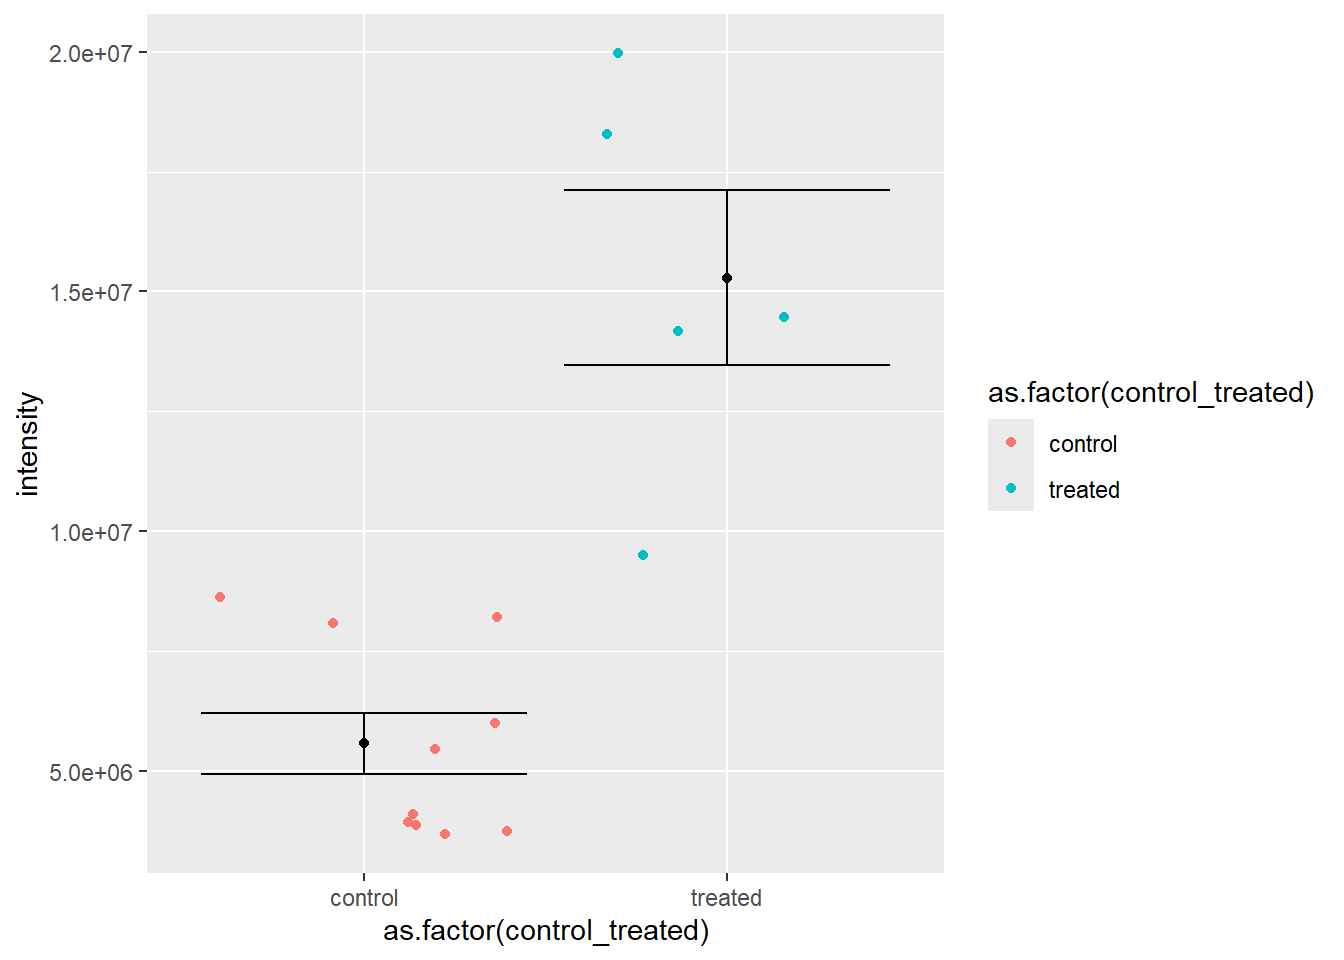 2.0e+07
1.5e+07
1.0e+07
5.0e+06
intensity
control
treated
as.factor(control_treated)
as.factor(control_treated)
control
treated